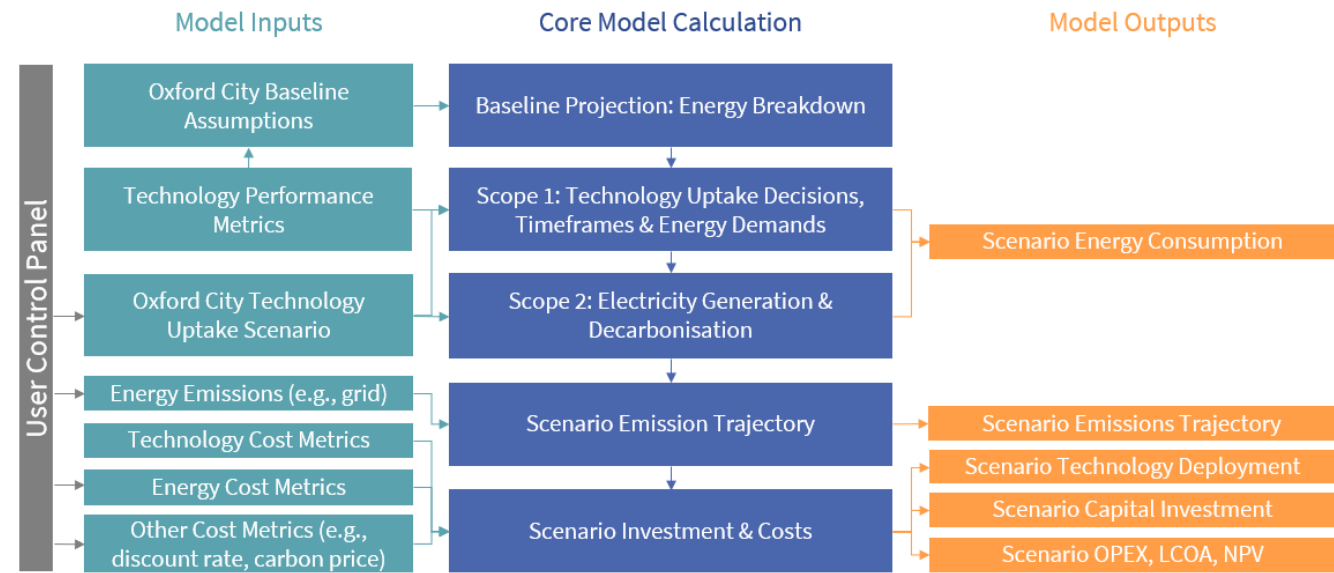 Model Inputs
Core Model Calculation
Model Outputs
User Control Panel
Oxford City Baseline
Assumptions
Technology Performance
Metrics
Oxford City Technology
Uptake Scenario
Energy Emissions (e.g., grid)
Technology Cost Metrics
Energy Cost Metrics
Other Cost Metrics (e.g.,
discount rate, carbon price)
Baseline Projection: Energy Breakdown
Scope 1: Technology Uptake Decisions,
Timeframes & Energy Demands
Scope 2: Electricity Generation &
Decarbonisation
Scenario Emission Trajectory
Scenario Investment & Costs
Scenario Energy Consumption
Scenario Emissions Trajectory
Scenario Technology Deployment
Scenario Capital Investment
Scenario OPEX, LCOA, NPV